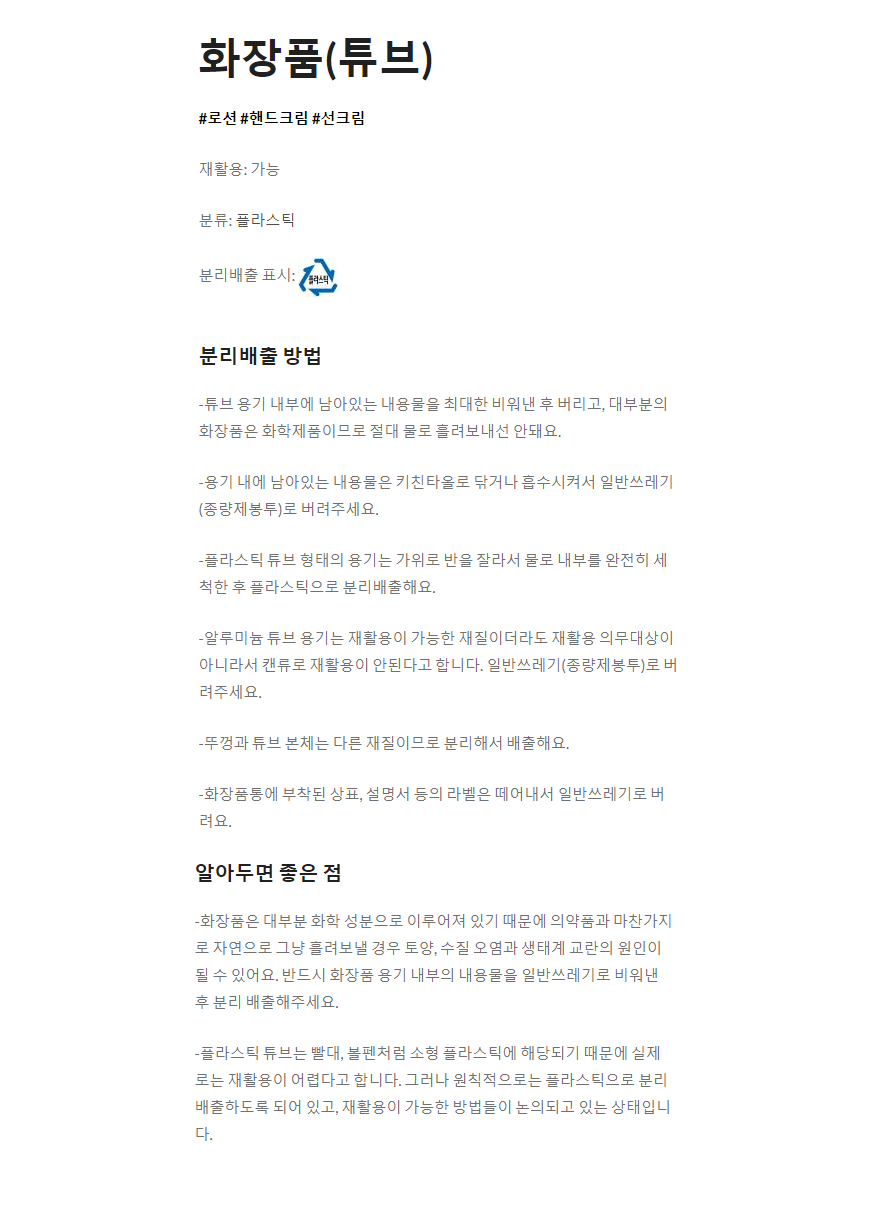 화장품(튜브)
#로션 #핸드크림 #선크림
재활용: 가능
분류: 플라스틱
분리배출 표시: 플라스틱
분리배출 방법
-튜브 용기 내부에 남아있는 내용물을 최대한 비워낸 후 버리고, 대부분의
화장품은 화학제품이므로 절대 물로 흘려보내선 안돼요.
-용기 내에 남아있는 내용물은 키친타올로 닦거나 흡수시켜서 일반쓰레기
(종량제봉투)로 버려주세요.
-플라스틱 튜브 형태의 용기는 가위로 반을 잘라서 물로 내부를 완전히 세
척한 후 플라스틱으로 분리배출해요.
-알루미늄 튜브 용기는 재활용이 가능한 재질이더라도 재활용 의무대상이
아니라서 캔류로 재활용이 안된다고 합니다. 일반쓰레기(종량제봉투)로 버
려주세요.
-뚜껑과 튜브 본체는 다른 재질이므로 분리해서 배출해요.
-화장품통에 부착된 상표, 설명서 등의 라벨은 떼어내서 일반쓰레기로 버
려요.
알아두면 좋은 점
-화장품은 대부분 화학 성분으로 이루어져 있기 때문에 의약품과 마찬가지
로 자연으로 그냥 흘려보낼 경우 토양, 수질 오염과 생태계 교란의 원인이
될 수 있어요. 반드시 화장품 용기 내부의 내용물을 일반쓰레기로 비워낸
후 분리 배출해주세요.
-플라스틱 튜브는 빨대, 볼펜처럼 소형 플라스틱에 해당되기 때문에 실제
로는 재활용이 어렵다고 합니다. 그러나 원칙적으로는 플라스틱으로 분리
배출하도록 되어 있고, 재활용이 가능한 방법들이 논의되고 있는 상태입니
다.